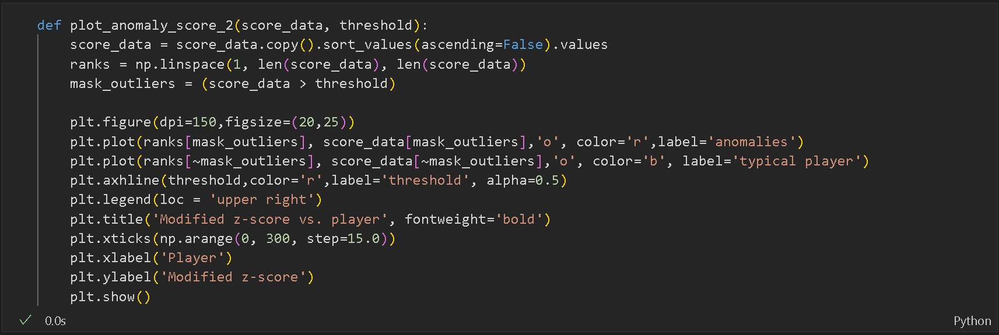 def plot_anomaly_score_2(score_data, threshold):
    score_data = score_data.copy().sort_values(ascending=False).values
    ranks = np.linspace(1, len(score_data), len(score_data))
    mask_outliers = (score_data > threshold)

    plt.figure(dpi=150,figsize=(20,25))
    plt.plot(ranks[mask_outliers], score_data[mask_outliers],'o', color='r',label='anomalies')
    plt.plot(ranks[~mask_outliers], score_data[~mask_outliers],'o', color='b', label='typical player')
    plt.axhline(threshold,color='r',label='threshold', alpha=0.5)
    plt.legend(loc = 'upper right')
    plt.title('Modified z-score vs. player', fontweight='bold')
    plt.xticks(np.arange(0, 300, step=15.0))
    plt.xlabel('Player')
    plt.ylabel('Modified z-score')
    plt.show()
0.0s
Python